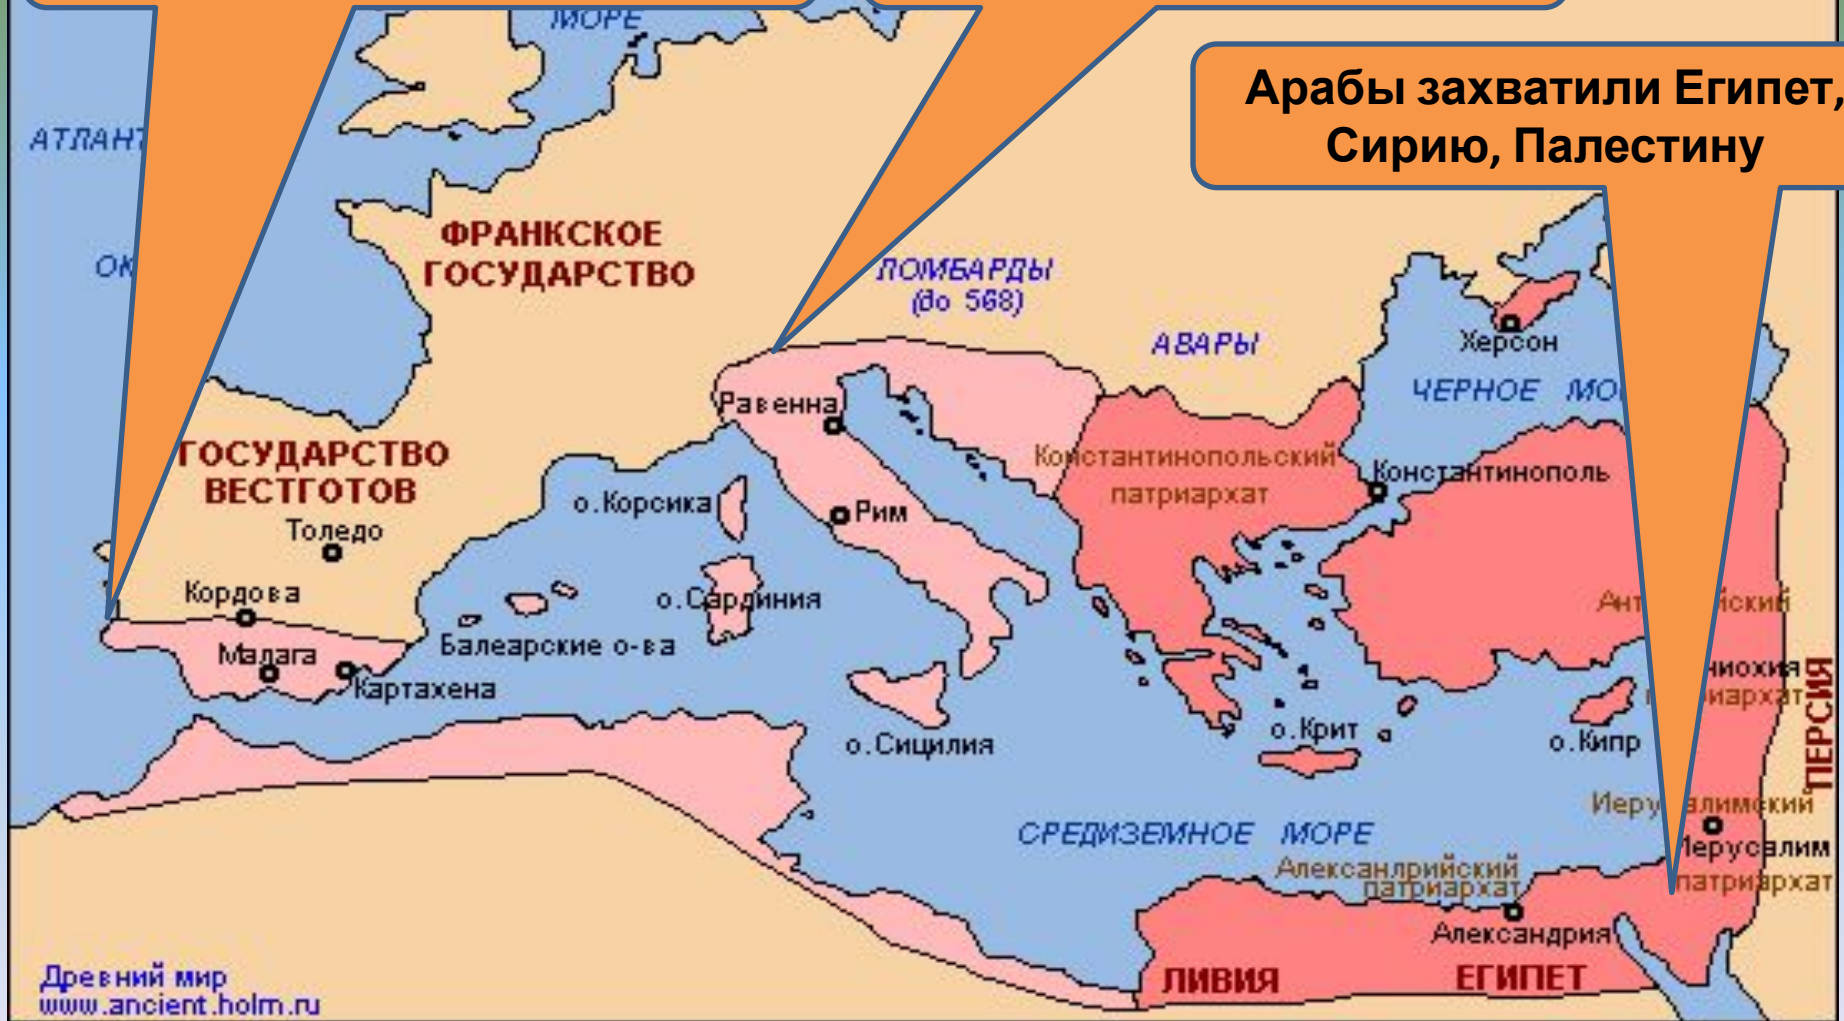 МОРЕ
Арабы захватили Египет,
Сирию, Палестину
ФРАНКСКОЕ
ГОСУДАРСТВО
ЛОМБАРДЫ
(до 568)
АВАРЫ
Херсон
ЧЕРНОЕ
Равенна
Константинопольский
патриархат
Константинополь
ГОСУДАРСТВО
ВЕСТГОТОВ
Толедо
о.Корсика
Рим
Кордова
о.Сардиния
Балеарские о-ва
Малага
Картахена
о.Сицилия
о.Крит
о.Кипр
ПЕРСИЯ
СРЕДИЗЕМНОЕ МОРЕ
Иерусалим
патриархат
Александрийский
патриархат
Александрия
ЛИВИЯ
ЕГИПЕТ
Древний мир
www.ancient.holm.ru